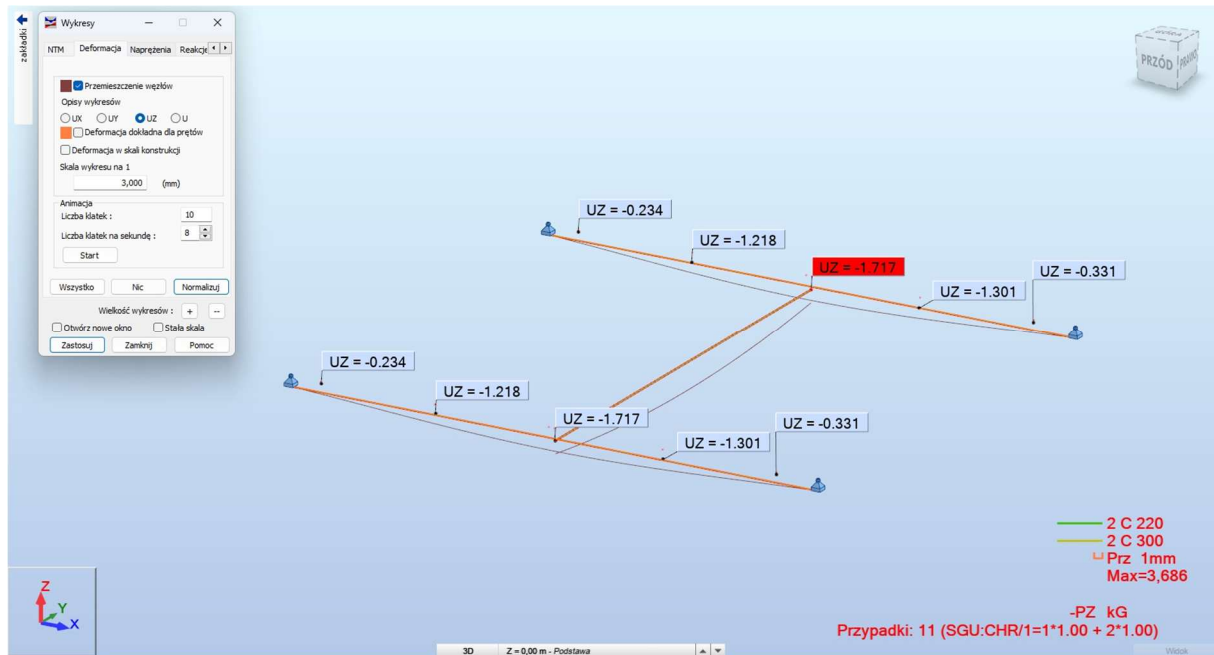 zakładki
Wykresy
NTM Deformacja Naprężenia Reakcje
Przemieszczenie węzłów
Opisy wykresów
UX UY UZ U
Deformacja dokładna dla prętów
Deformacja w skali konstrukcji
Skala wykresu na 1
3,000 (mm)
Animacja
Liczba klatek : 10
Liczba klatek na sekundę : 8
Start
Wszystko Nic Normalizuj
Wielkość wykresów : + --
Otwórz nowe okno Stała skala
Zastosuj Zamknij Pomoc
PRZÓD
UZ = -0.234
UZ = -1.218
UZ = -1.717
UZ = -0.331
UZ = -1.301
UZ = -0.234
UZ = -1.218
UZ = -1.717
UZ = -0.331
UZ = -1.301
2 C 220
2 C 300
Prz 1mm
Max=3,686
-PZ kG
Przypadki: 11 (SGU:CHR/1=1*1.00 + 2*1.00)
Z
Y
X
3D Z = 0,00 m - Podstawa
Widok